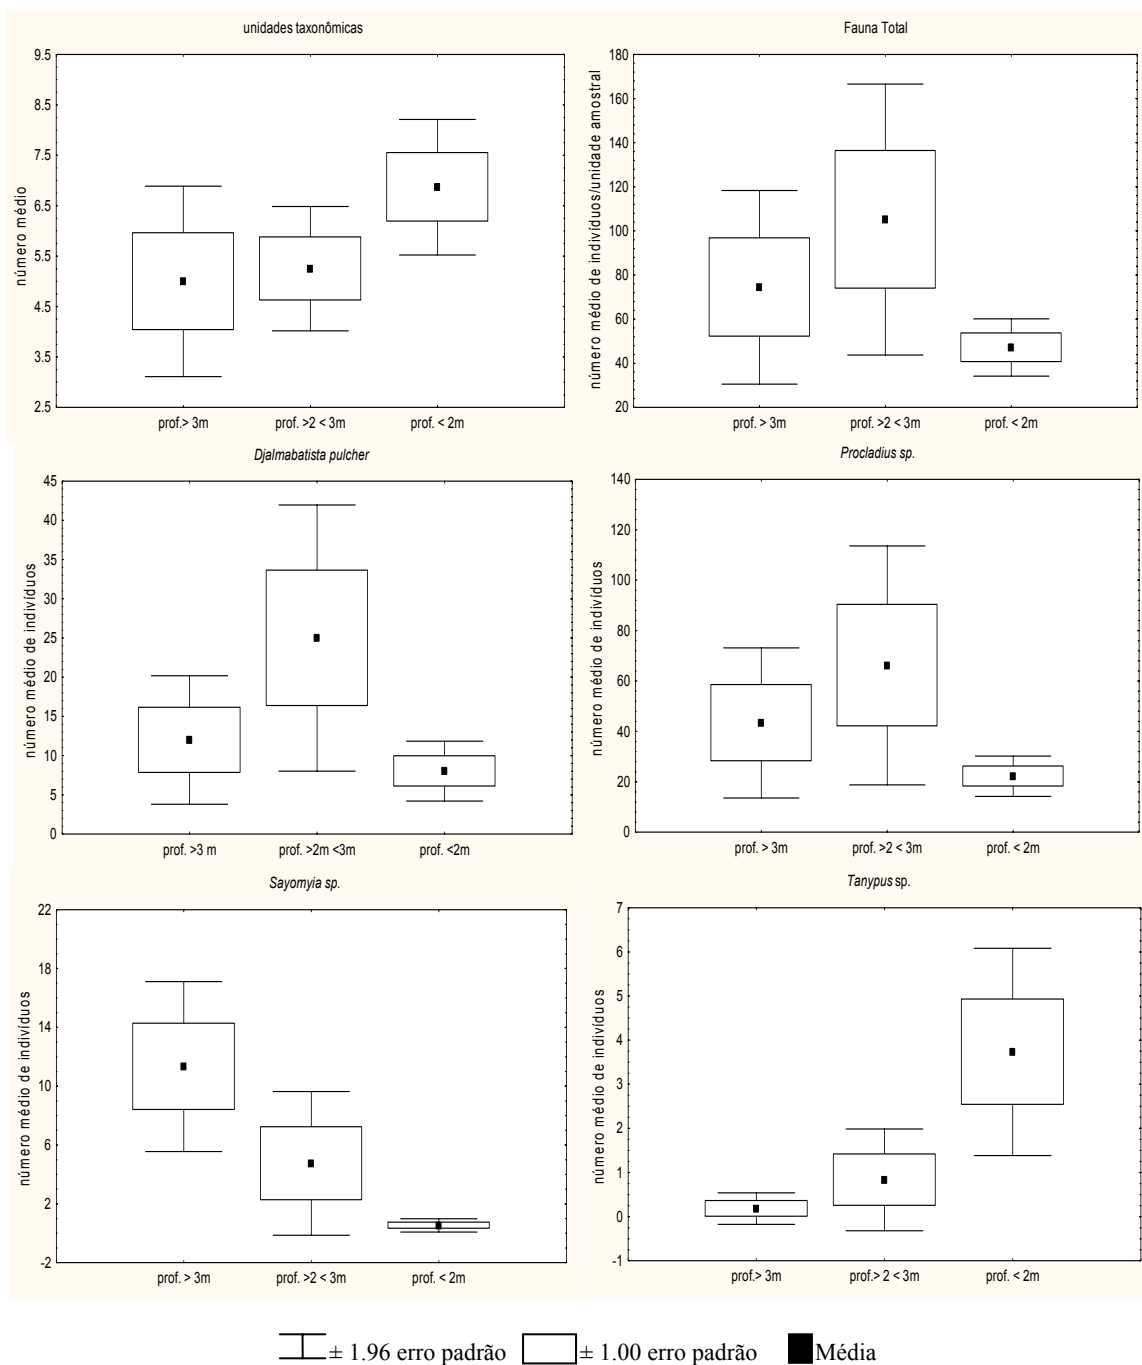 unidades taxonômicas
número médio
9.5
8.5
7.5
6.5
5.5
4.5
3.5
2.5
prof.> 3m prof. >2 < 3m prof. < 2m
Fauna Total
número médio de indivíduos/unidade amostral
180
160
140
120
100
80
60
40
20
prof. > 3m prof. >2 < 3m prof. < 2m
Djalmabatista pulcher
número médio de indivíduos
45
40
35
30
25
20
15
10
5
0
prof. >3 m prof. >2m <3m prof. <2m
Procladius sp.
número médio de indivíduos
140
120
100
80
60
40
20
0
prof. > 3m prof. >2 < 3m prof. < 2m
Sayomyia sp.
número médio de indivíduos
22
18
14
10
6
2
-2
prof. > 3m prof. >2 < 3m prof. < 2m
Tanypus sp.
número médio de indivíduos
7
6
5
4
3
2
1
0
-1
prof.> 3m prof.> 2 < 3m prof. < 2m
± 1.96 erro padrão ± 1.00 erro padrão Média